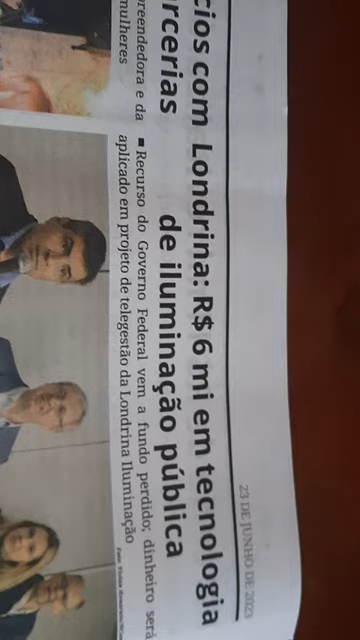 23 DE JUNHO DE 2023
cios com
rcerias
reendedora e da
mulheres
Londrina: R$ 6 mi em tecnologia
de iluminação pública
■ Recurso do Governo Federal vem a fundo perdido; dinheiro será
aplicado em projeto de telegestão da Londrina Iluminação